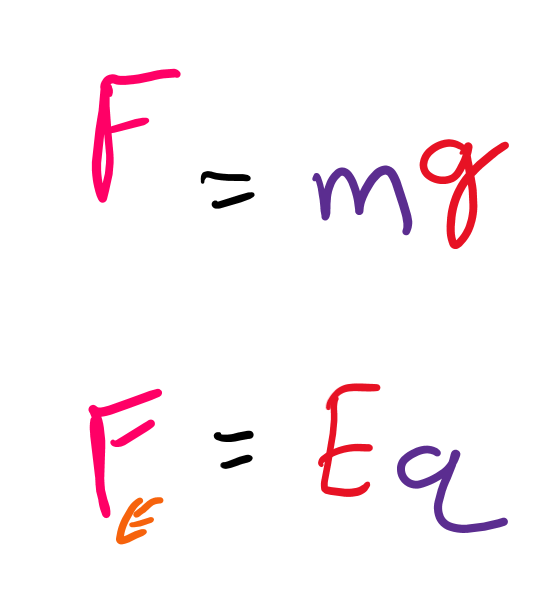 F = mg
F_E = Eq